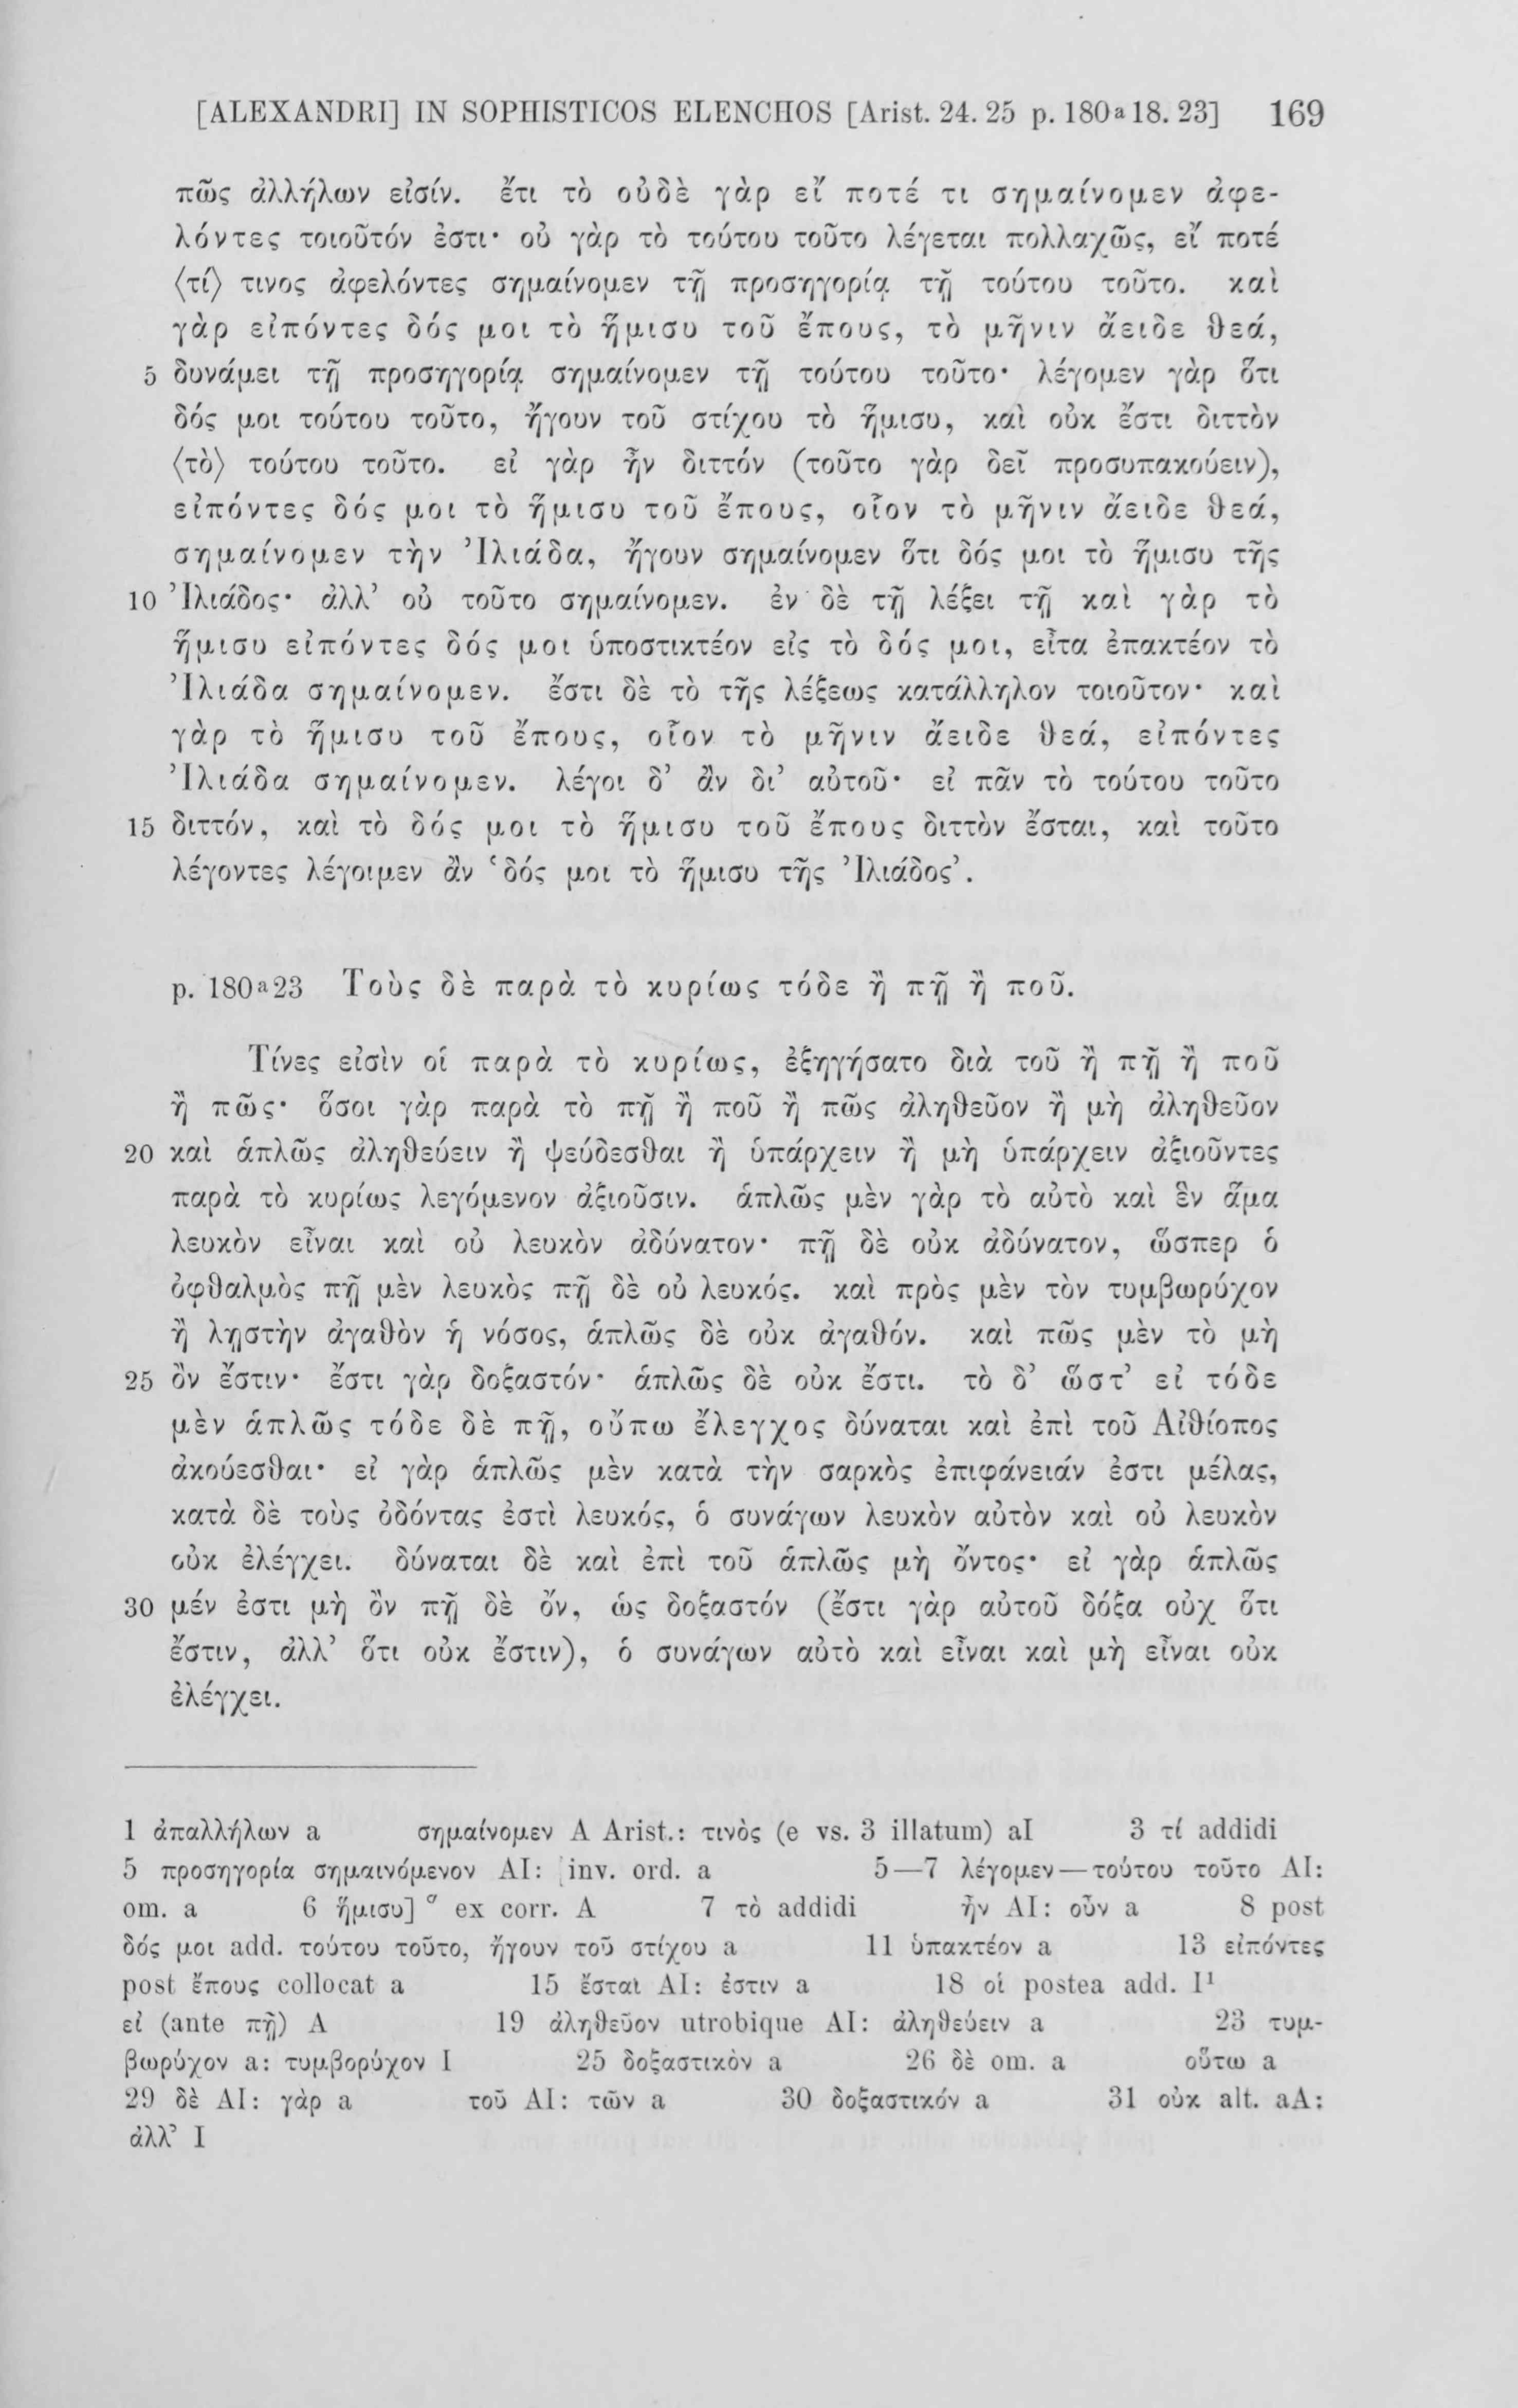 [ALEXANDRI] IN SOPHISTICOS ELENCHOS [Arist. 24. 25 p. 180a18. 23] 169
πῶς ἀλλήλων εἰσίν. ἔτι τὸ οὐδὲ γὰρ εἴ ποτέ τι σημαίνομεν ἀφε-
λόντες τοιοῦτόν ἐστι· οὐ γὰρ τὸ τούτου τοῦτο λέγεται πολλαχῶς, εἴ ποτέ
⟨τί⟩ τινος ἀφελόντες σημαίνομεν τῇ προσηγορίᾳ τῇ τούτου τοῦτο. καὶ
γὰρ εἰπόντες δός μοι τὸ ἥμισυ τοῦ ἔπους, τὸ μῆνιν ἄειδε θεά,
5 δυνάμει τῇ προσηγορίᾳ σημαίνομεν τῇ τούτου τοῦτο· λέγομεν γὰρ ὅτι
δός μοι τούτου τοῦτο, ἤγουν τοῦ στίχου τὸ ἥμισυ, καὶ οὐκ ἔστι διττὸν
⟨τὸ⟩ τούτου τοῦτο. εἰ γὰρ ἦν διττόν (τοῦτο γὰρ δεῖ προσυπακούειν),
εἰπόντες δός μοι τὸ ἥμισυ τοῦ ἔπους, οἷον τὸ μῆνιν ἄειδε θεά,
σημαίνομεν τὴν Ἰλιάδα, ἤγουν σημαίνομεν ὅτι δός μοι τὸ ἥμισυ τῆς
10 Ἰλιάδος· ἀλλ’ οὐ τοῦτο σημαίνομεν. ἐν δὲ τῇ λέξει τῇ καὶ γὰρ τὸ
ἥμισυ εἰπόντες δός μοι ὑποστικτέον εἰς τὸ δός μοι, εἶτα ἐπακτέον τὸ
Ἰλιάδα σημαίνομεν. ἔστι δὲ τὸ τῆς λέξεως κατάλληλον τοιοῦτον· καὶ
γὰρ τὸ ἥμισυ τοῦ ἔπους, οἷον τὸ μῆνιν ἄειδε θεά, εἰπόντες
Ἰλιάδα σημαίνομεν. λέγοι δ’ ἂν δι’ αὐτοῦ· εἰ πᾶν τὸ τούτου τοῦτο
15 διττόν, καὶ τὸ δός μοι τὸ ἥμισυ τοῦ ἔπους διττὸν ἔσται, καὶ τοῦτο
λέγοντες λέγοιμεν ἂν ‘δός μοι τὸ ἥμισυ τῆς Ἰλιάδος’.
p. 180a23 Τοὺς δὲ παρὰ τὸ κυρίως τόδε ἢ πῇ ἢ ποῦ.
Τίνες εἰσὶν οἱ παρὰ τὸ κυρίως, ἐξηγήσατο διὰ τοῦ ἢ πῇ ἢ ποῦ
ἢ πῶς· ὅσοι γὰρ παρὰ τὸ πῇ ἢ ποῦ ἢ πῶς ἀληθεῦον ἢ μὴ ἀληθεῦον
20 καὶ ἁπλῶς ἀληθεύειν ἢ ψεύδεσθαι ἢ ὑπάρχειν ἢ μὴ ὑπάρχειν ἀξιοῦντες
παρὰ τὸ κυρίως λεγόμενον ἀξιοῦσιν. ἁπλῶς μὲν γὰρ τὸ αὐτὸ καὶ ἓν ἅμα
λευκὸν εἶναι καὶ οὐ λευκὸν ἀδύνατον· πῇ δὲ οὐκ ἀδύνατον, ὥσπερ ὁ
ὀφθαλμὸς πῇ μὲν λευκὸς πῇ δὲ οὐ λευκός. καὶ πρὸς μὲν τὸν τυμβωρύχον
ἢ λῃστὴν ἀγαθὸν ἡ νόσος, ἁπλῶς δὲ οὐκ ἀγαθόν. καὶ πῶς μὲν τὸ μὴ
25 ὂν ἔστιν· ἔστι γὰρ δοξαστόν· ἁπλῶς δὲ οὐκ ἔστι. τὸ δ’ ὥστ’ εἰ τόδε
μὲν ἁπλῶς τόδε δὲ πῇ, οὔπω ἔλεγχος δύναται καὶ ἐπὶ τοῦ Αἰθίοπος
ἀκούεσθαι· εἰ γὰρ ἁπλῶς μὲν κατὰ τὴν σαρκὸς ἐπιφάνειάν ἐστι μέλας,
κατὰ δὲ τοὺς ὀδόντας ἐστὶ λευκός, ὁ συνάγων λευκὸν αὐτὸν καὶ οὐ λευκὸν
οὐκ ἐλέγχει. δύναται δὲ καὶ ἐπὶ τοῦ ἁπλῶς μὴ ὄντος· εἰ γὰρ ἁπλῶς
30 μέν ἐστι μὴ ὂν πῇ δὲ ὄν, ὡς δοξαστόν (ἔστι γὰρ αὐτοῦ δόξα οὐχ ὅτι
ἔστιν, ἀλλ’ ὅτι οὐκ ἔστιν), ὁ συνάγων αὐτὸ καὶ εἶναι καὶ μὴ εἶναι οὐκ
ἐλέγχει.
1 ἀπαλλήλων a σημαίνομεν A Arist.: τινὸς (e vs. 3 illatum) aI 3 τί addidi
5 προσηγορία σημαινόμενον AI: inv. ord. a 5—7 λέγομεν—τούτου τοῦτο AI:
om. a 6 ἥμισυ] σ ex corr. A 7 τὸ addidi ἦν AI: οὖν a 8 post
δός μοι add. τούτου τοῦτο, ἤγουν τοῦ στίχου a 11 ὑπακτέον a 13 εἰπόντες
post ἔπους collocat a 15 ἔσται AI: ἐστιν a 18 οἱ postea add. I¹
εἰ (ante πῇ) A 19 ἀληθεῦον utrobique AI: ἀληθεύειν a 23 τυμ-
βωρύχον a: τυμβορύχον I 25 δοξαστικὸν a 26 δὲ om. a οὕτω a
29 δὲ AI: γὰρ a τοῦ AI: τῶν a 30 δοξαστικόν a 31 οὐκ alt. aA:
ἀλλ’ I